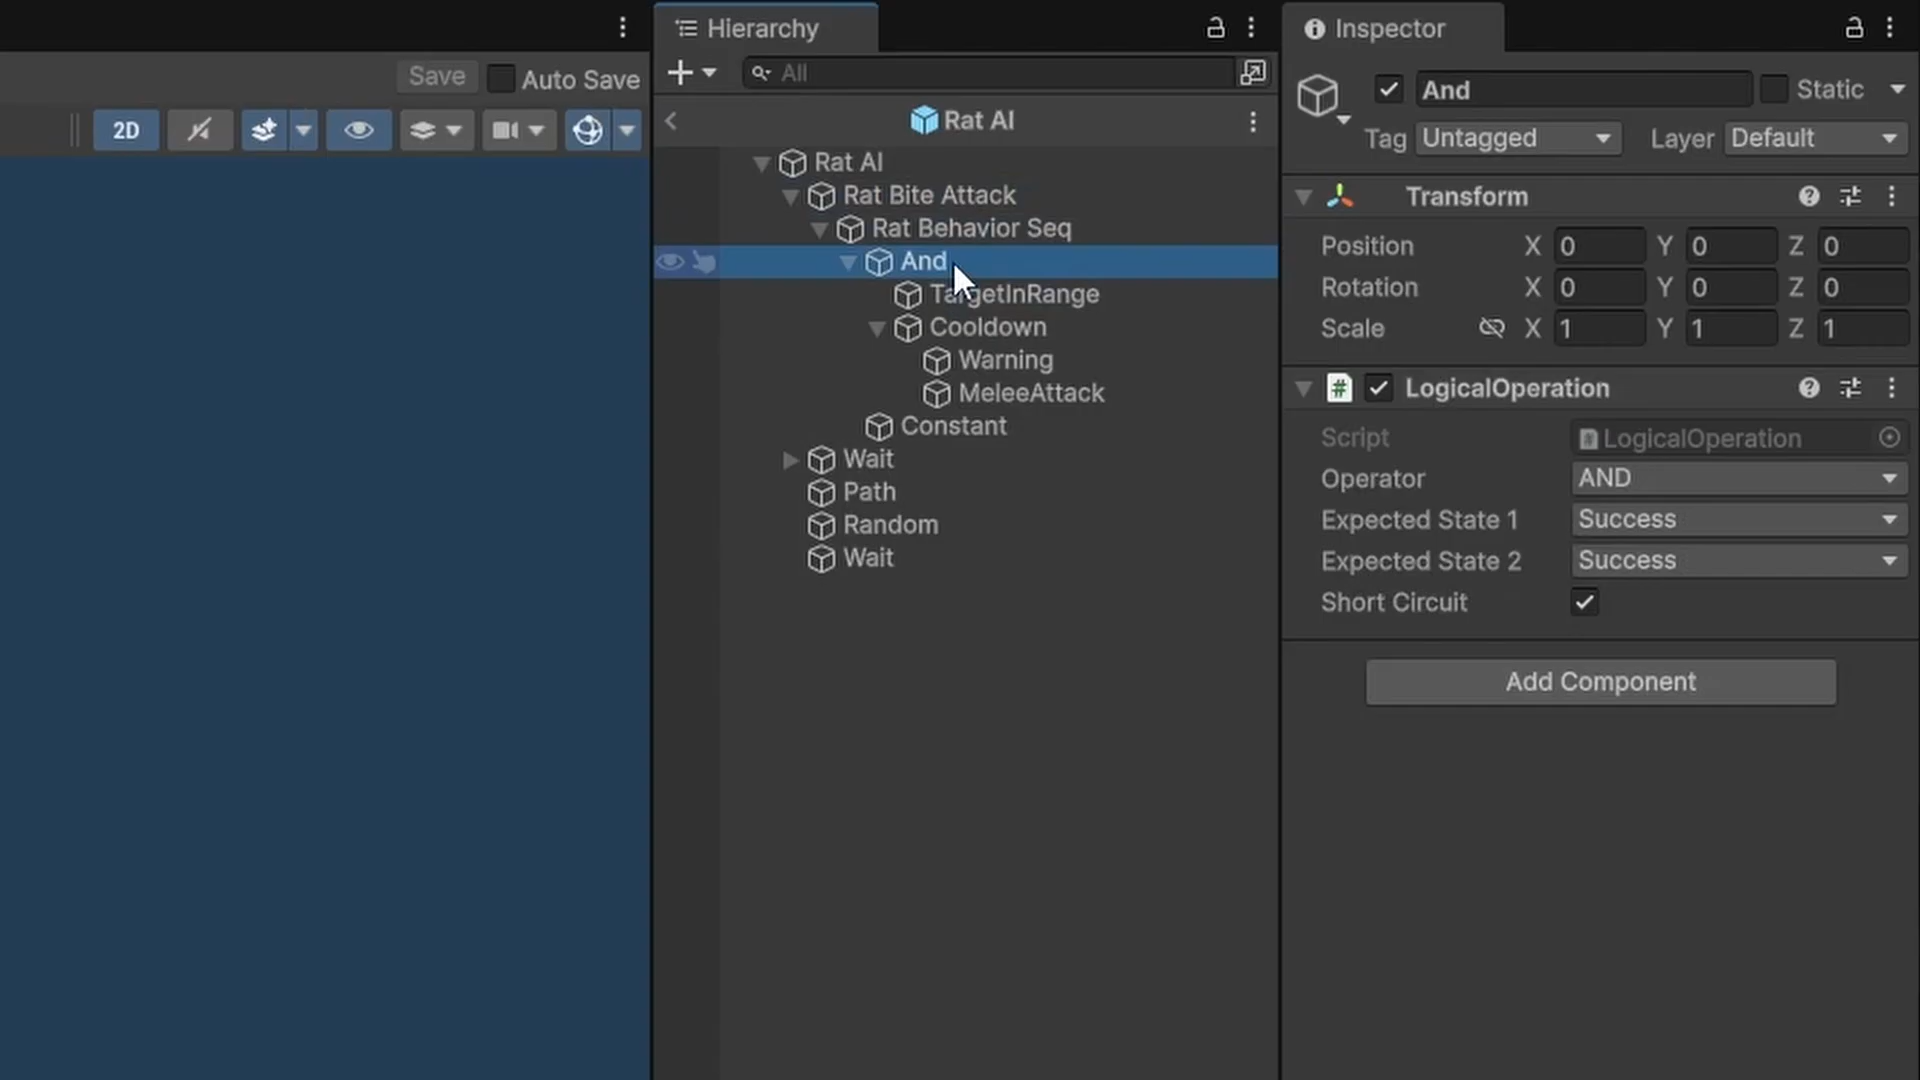 Save
Auto Save
2D
Hierarchy
All
Rat AI
Rat AI
Rat Bite Attack
Rat Behavior Seq
And
TargetInRange
Cooldown
Warning
MeleeAttack
Constant
Wait
Path
Random
Wait
Inspector
And
Static
Tag Untagged
Layer Default
Transform
Position X 0 Y 0 Z 0
Rotation X 0 Y 0 Z 0
Scale X 1 Y 1 Z 1
# LogicalOperation
Script # LogicalOperation
Operator AND
Expected State 1 Success
Expected State 2 Success
Short Circuit
Add Component